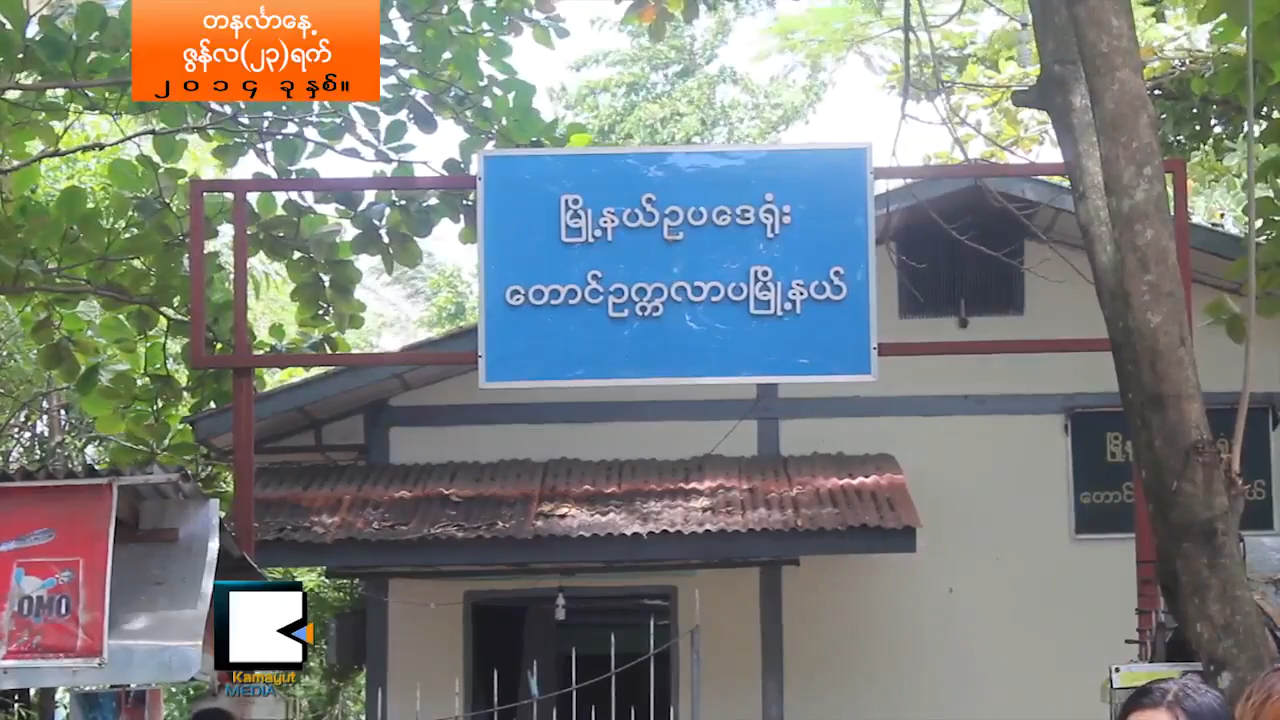 တနင်္လာနေ့
ဇွန်လ(၂၃)ရက်
၂၀၁၄ ခုနှစ်။
မြို့နယ်ဥပဒေရုံး
တောင်ဥက္ကလာပမြို့နယ်
OMO
Kamayut
MEDIA